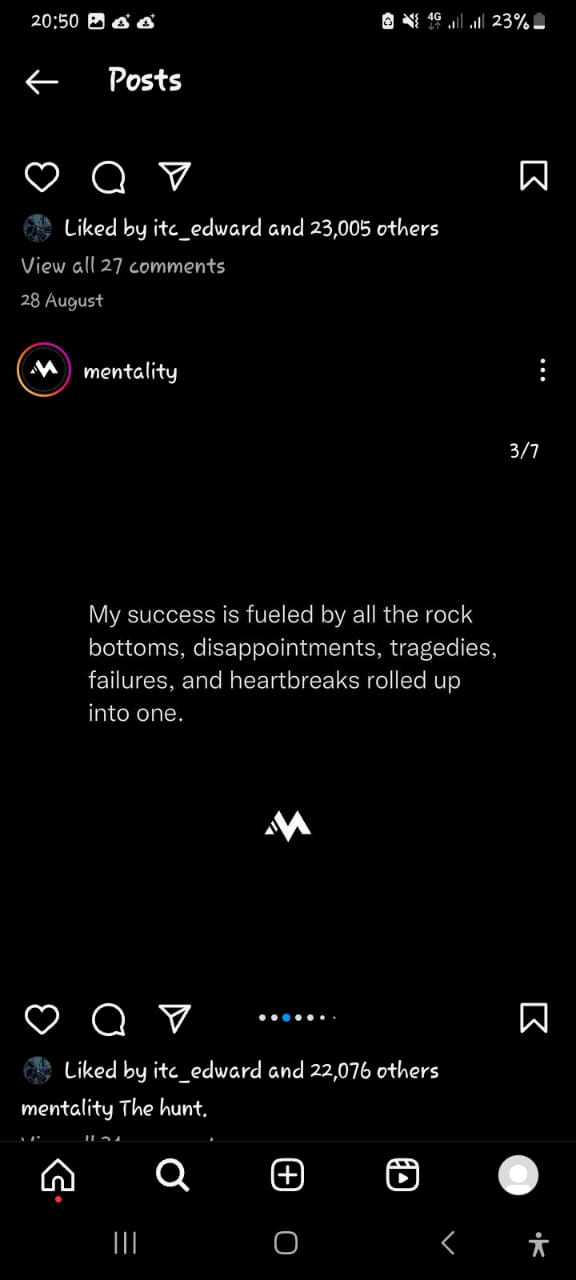 20:50 4G 23%
Posts
Liked by itc_edward and 23,005 others
View all 27 comments
28 August
mentality
3/7
My success is fueled by all the rock
bottoms, disappointments, tragedies,
failures, and heartbreaks rolled up
into one.
Liked by itc_edward and 22,076 others
mentality The hunt.